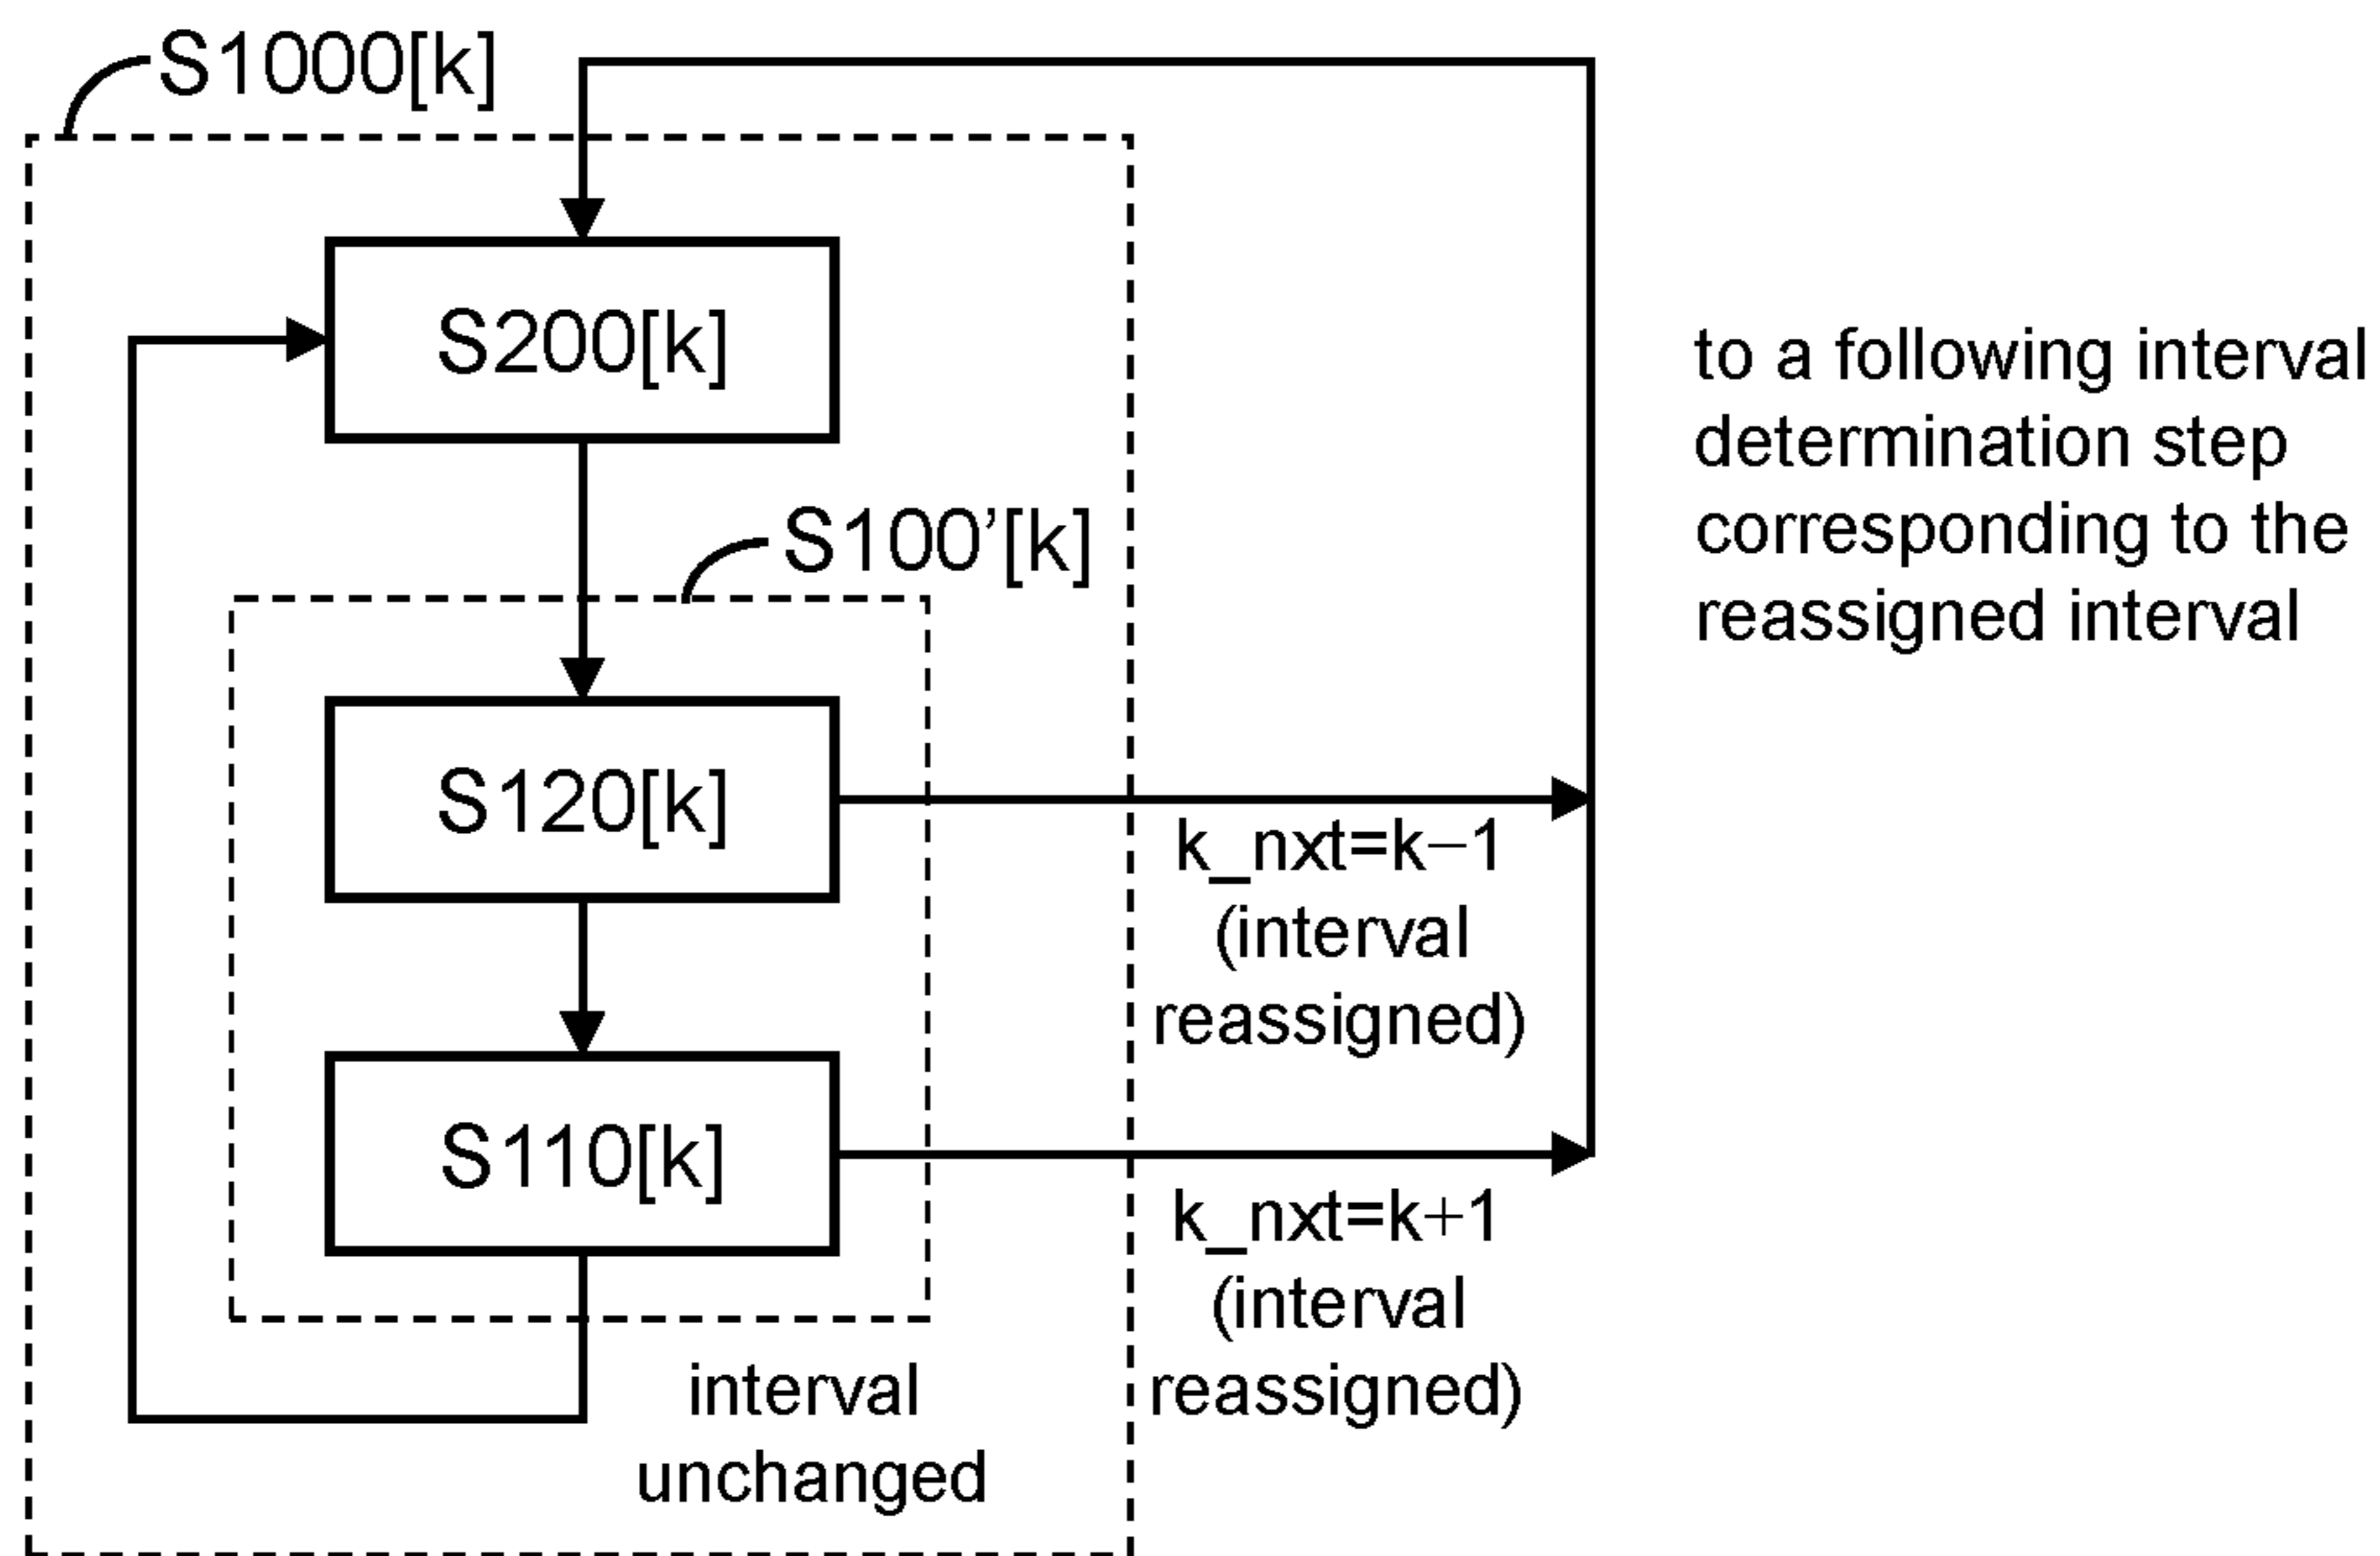 S1000[k]
S200[k]
to a following interval
determination step
corresponding to the
reassigned interval
S100’[k]
S120[k]
k_nxt=k−1
(interval
reassigned)
S110[k]
k_nxt=k+1
(interval
reassigned)
interval
unchanged